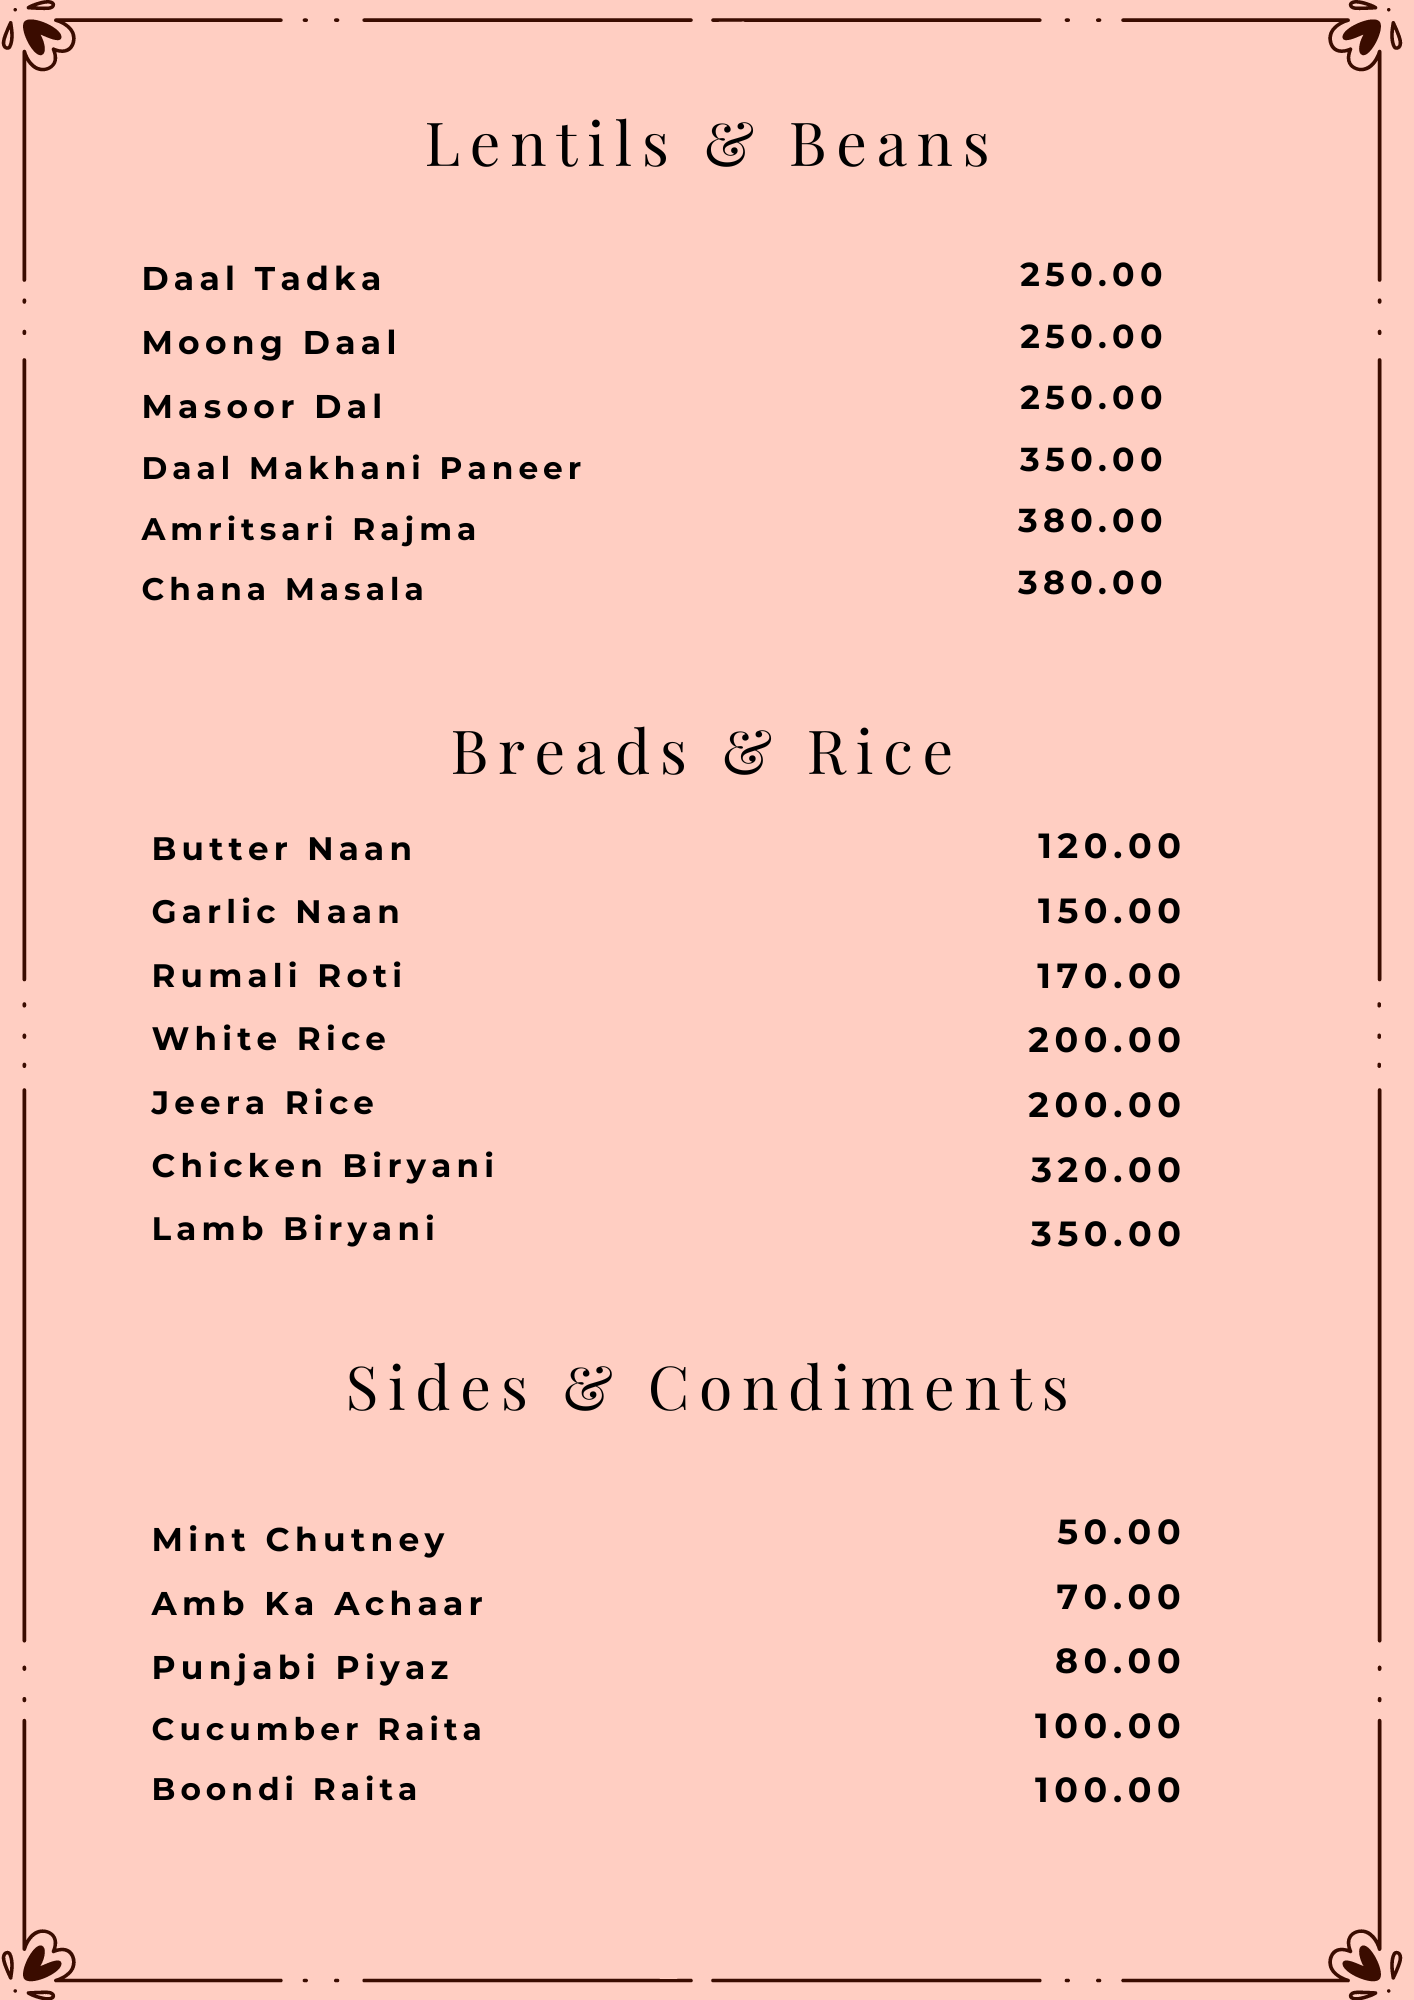 Lentils & Beans
Daal Tadka 250.00
Moong Daal 250.00
Masoor Dal 250.00
Daal Makhani Paneer 350.00
Amritsari Rajma 380.00
Chana Masala 380.00
Breads & Rice
Butter Naan 120.00
Garlic Naan 150.00
Rumali Roti 170.00
White Rice 200.00
Jeera Rice 200.00
Chicken Biryani 320.00
Lamb Biryani 350.00
Sides & Condiments
Mint Chutney 50.00
Amb Ka Achaar 70.00
Punjabi Piyaz 80.00
Cucumber Raita 100.00
Boondi Raita 100.00